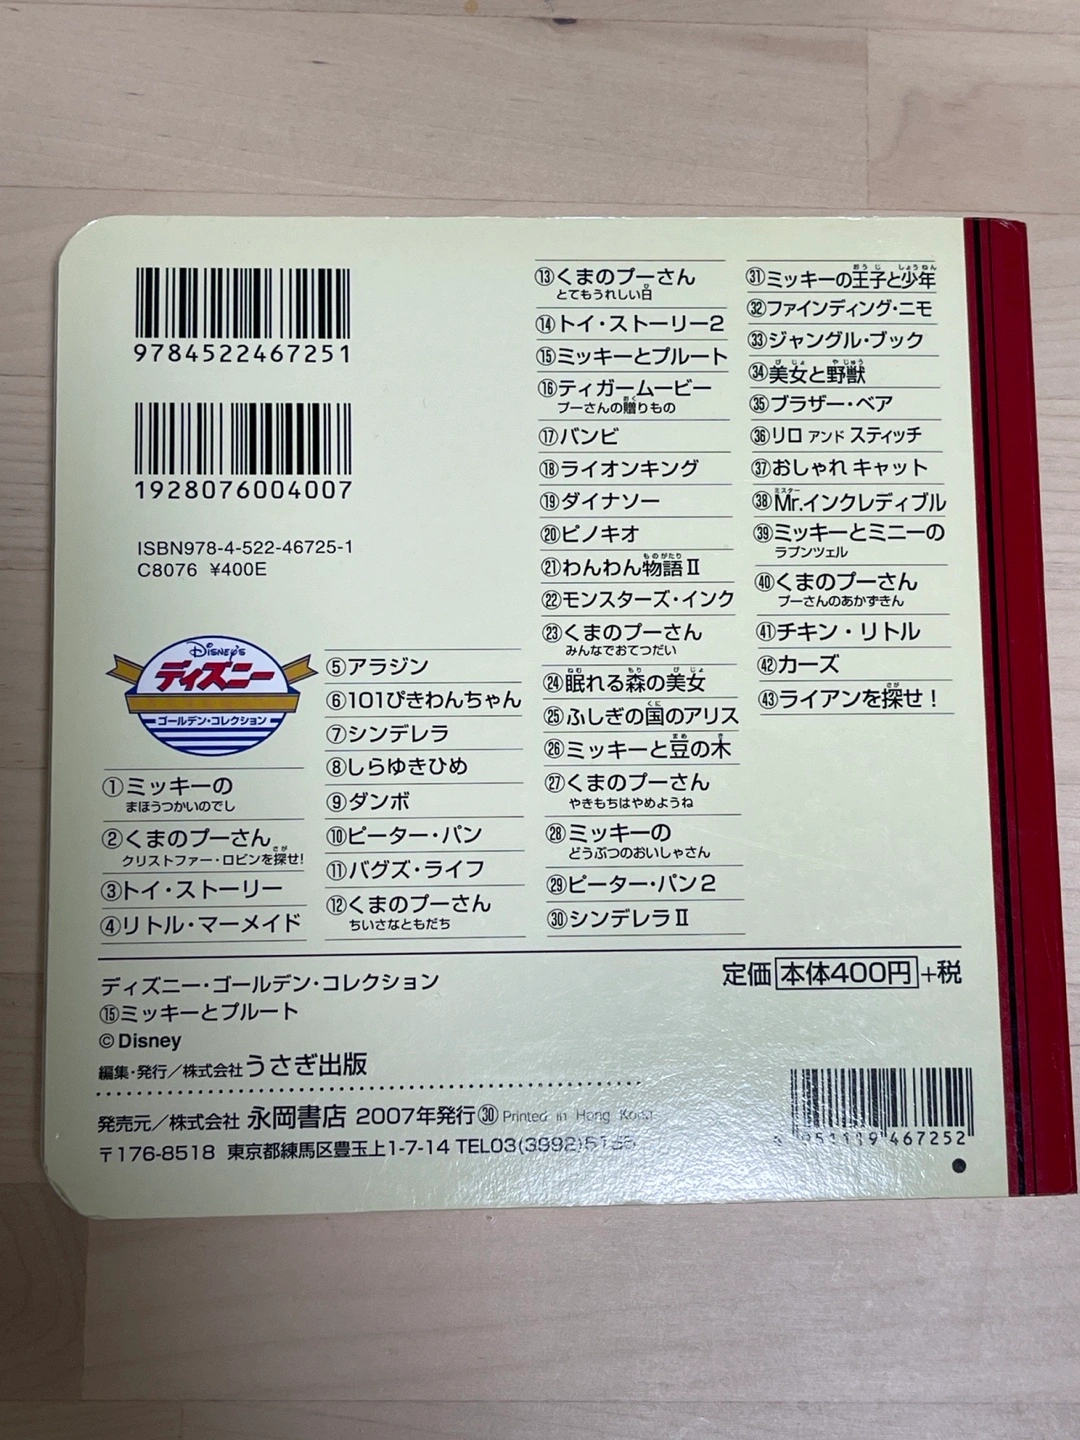 9784522467251
1928076004007
ISBN978-4-522-46725-1
C8076 ¥400E
DISNEY'S
ディズニー
ゴールデン・コレクション
①ミッキーの
まほうつかいのでし
②くまのプーさん
クリストファー・ロビンを探せ!
③トイ・ストーリー
④リトル・マーメイド
⑤アラジン
⑥101ぴきわんちゃん
⑦シンデレラ
⑧しらゆきひめ
⑨ダンボ
⑩ピーター・パン
⑪バグズ・ライフ
⑫くまのプーさん
ちいさなともだち
⑬くまのプーさん
とてもうれしい日
⑭トイ・ストーリー2
⑮ミッキーとプルート
⑯ティガームービー
プーさんの贈りもの
⑰バンビ
⑱ライオンキング
⑲ダイナソー
⑳ピノキオ
㉑わんわん物語Ⅱ
㉒モンスターズ・インク
㉓くまのプーさん
みんなでおてつだい
㉔眠れる森の美女
㉕ふしぎの国のアリス
㉖ミッキーと豆の木
㉗くまのプーさん
やきもちはやめようね
㉘ミッキーの
どうぶつのおいしゃさん
㉙ピーター・パン2
㉚シンデレラⅡ
㉛ミッキーの王子と少年
㉜ファインディング・ニモ
㉝ジャングル・ブック
㉞美女と野獣
㉟ブラザー・ベア
㊱リロ アンド スティッチ
㊲おしゃれ キャット
㊳Mr.インクレディブル
㊴ミッキーとミニーの
ラプンツェル
㊵くまのプーさん
プーさんのあかずきん
㊶チキン・リトル
㊷カーズ
㊸ライアンを探せ!
ディズニー・ゴールデン・コレクション
⑮ミッキーとプルート
©Disney
編集・発行／株式会社うさぎ出版
定価 本体400円+税
発売元／株式会社 永岡書店 2007年発行㉚ Printed in Hong Kong
〒176-8518 東京都練馬区豊玉上1-7-14 TEL03(3992)
467252